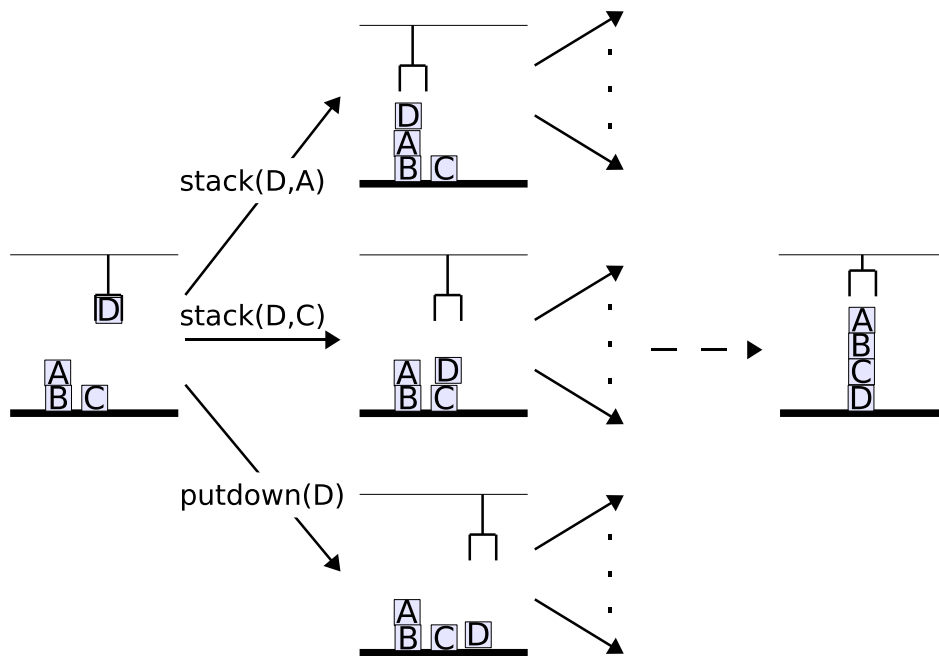 D
A
B C
stack(D,A)
D
A
B C
stack(D,C)
A D
B C
A
B
C
D
putdown(D)
A
B C D